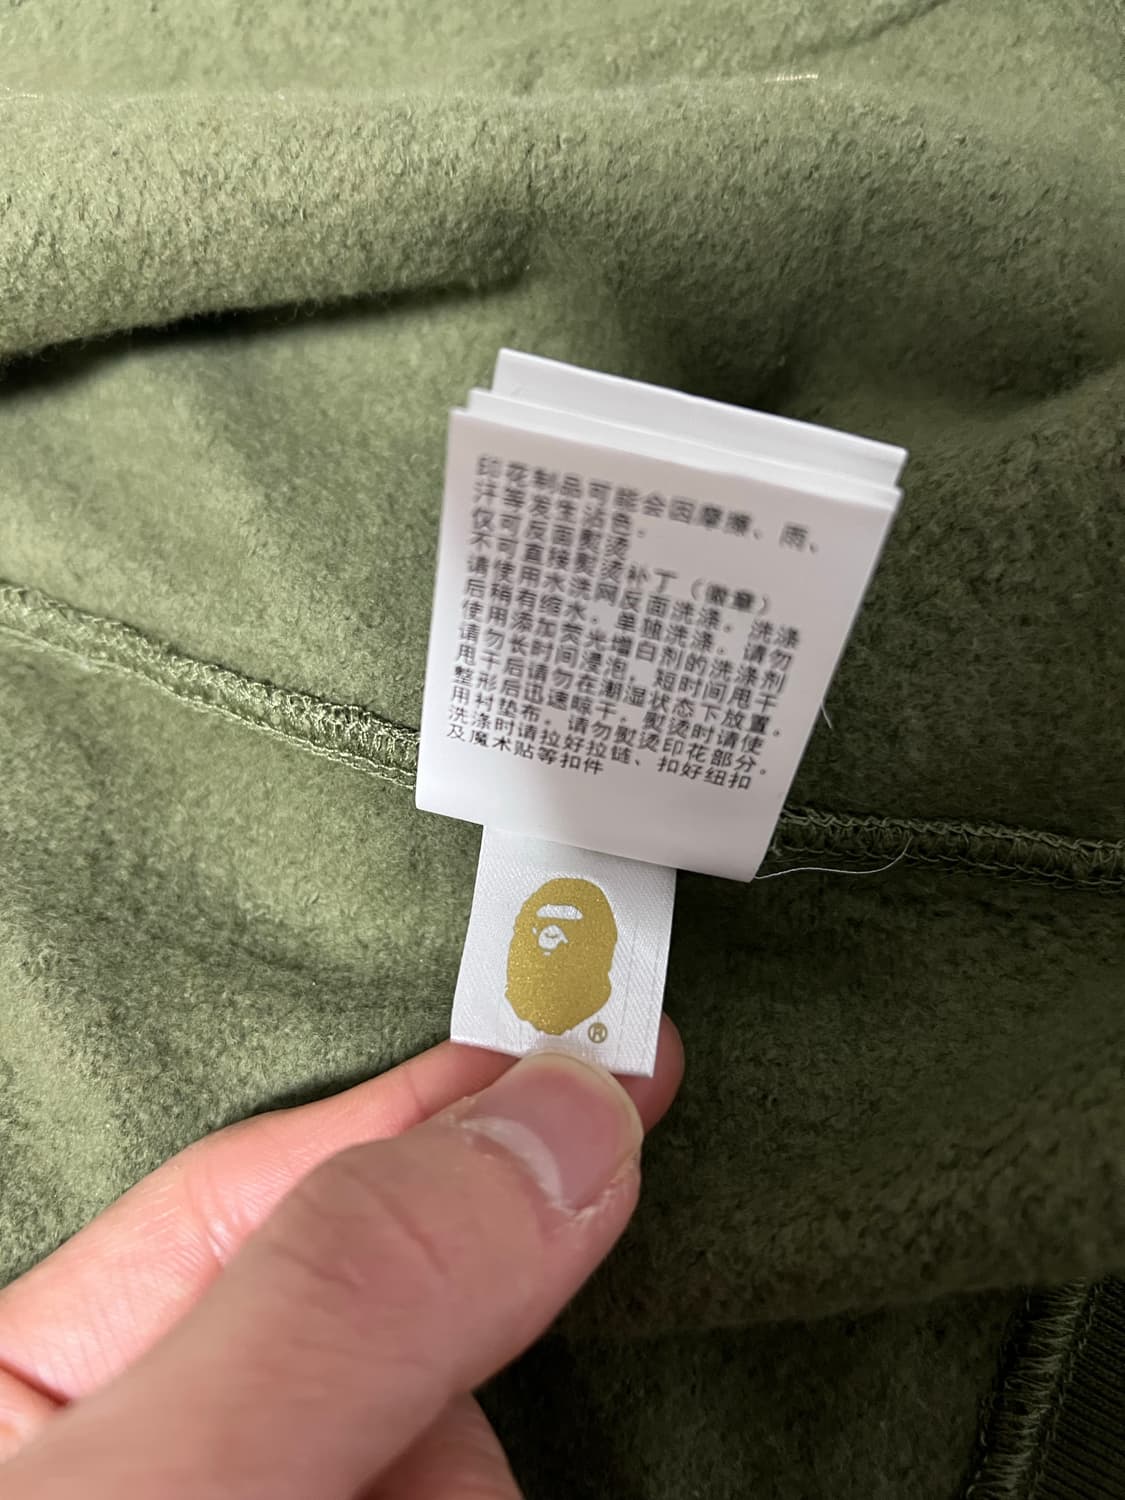 印花制品可能会因摩擦、雨、
汗等发生沾色.
仅可反面熨烫
不可直接熨烫补丁（徽章）
请使用水洗网反面洗涤. 洗涤
后稍有缩水. 单独洗涤. 请勿
使用添加荧光增白剂的洗涤剂
请勿长时间浸泡, 短时间甩干
甩干后请勿在潮湿状态下放置.
整形后迅速晾干. 熨烫时请使
用衬垫布, 请勿熨烫印花部分.
洗涤时请拉好拉链、扣好纽扣
及魔术贴等扣件
®